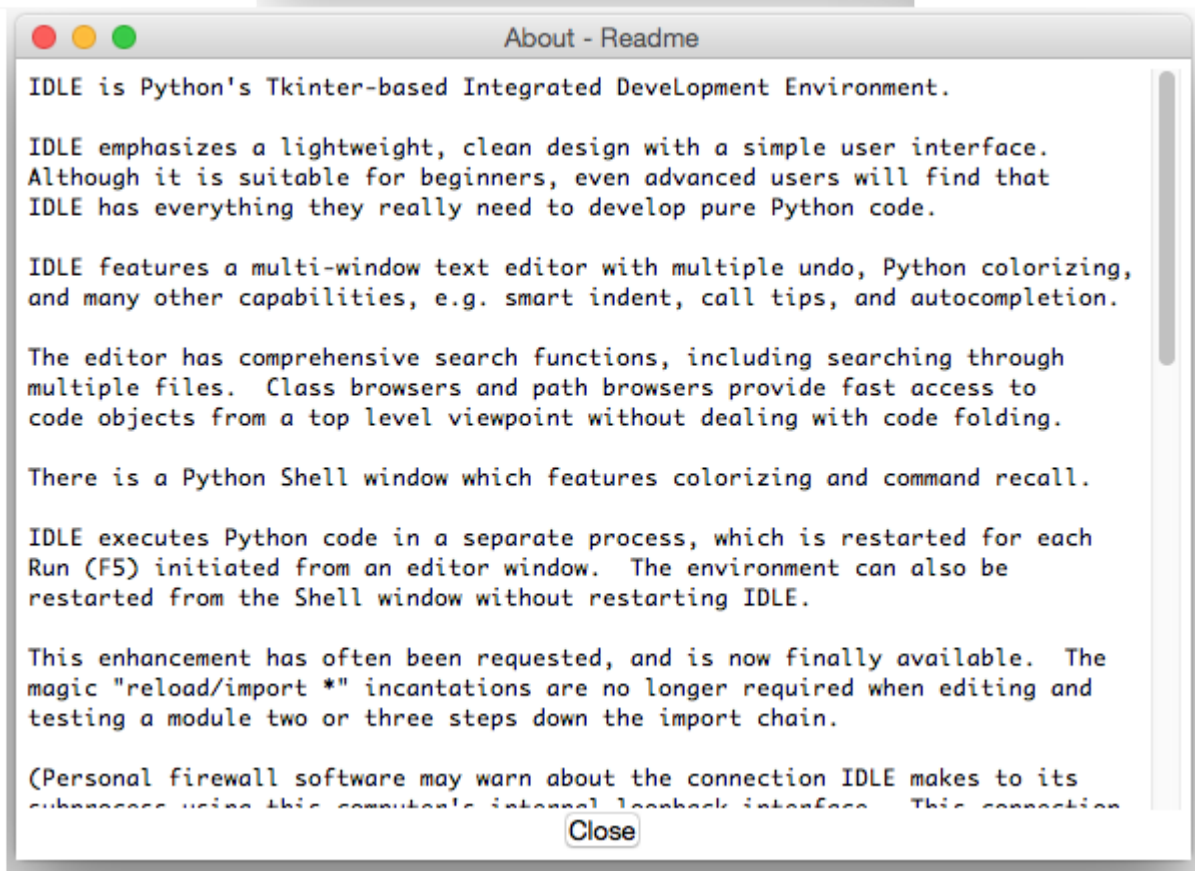 About - Readme
IDLE is Python's Tkinter-based Integrated DeveLopment Environment.
IDLE emphasizes a lightweight, clean design with a simple user interface.
Although it is suitable for beginners, even advanced users will find that
IDLE has everything they really need to develop pure Python code.
IDLE features a multi-window text editor with multiple undo, Python colorizing,
and many other capabilities, e.g. smart indent, call tips, and autocompletion.
The editor has comprehensive search functions, including searching through
multiple files.  Class browsers and path browsers provide fast access to
code objects from a top level viewpoint without dealing with code folding.
There is a Python Shell window which features colorizing and command recall.
IDLE executes Python code in a separate process, which is restarted for each
Run (F5) initiated from an editor window.  The environment can also be
restarted from the Shell window without restarting IDLE.
This enhancement has often been requested, and is now finally available.  The
magic "reload/import *" incantations are no longer required when editing and
testing a module two or three steps down the import chain.
(Personal firewall software may warn about the connection IDLE makes to its
subprocess using this computer's internal loopback interface.  This connection
Close